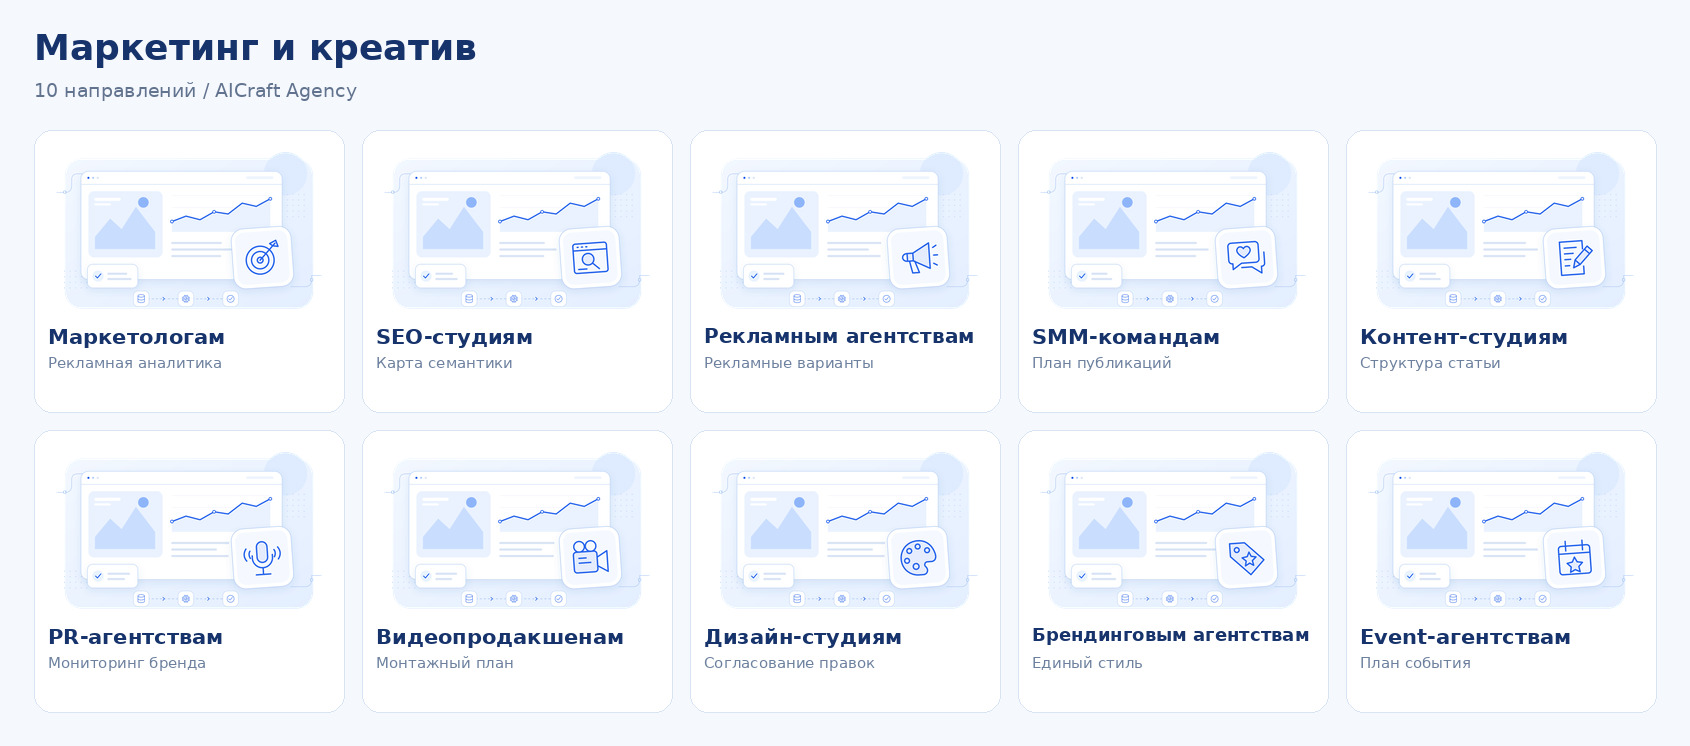 Маркетинг и креатив
10 направлений / AICraft Agency
Маркетологам
Рекламная аналитика
SEO-студиям
Карта семантики
Рекламным агентствам
Рекламные варианты
SMM-командам
План публикаций
Контент-студиям
Структура статьи
PR-агентствам
Мониторинг бренда
Видеопродакшенам
Монтажный план
Дизайн-студиям
Согласование правок
Брендинговым агентствам
Единый стиль
Event-агентствам
План события